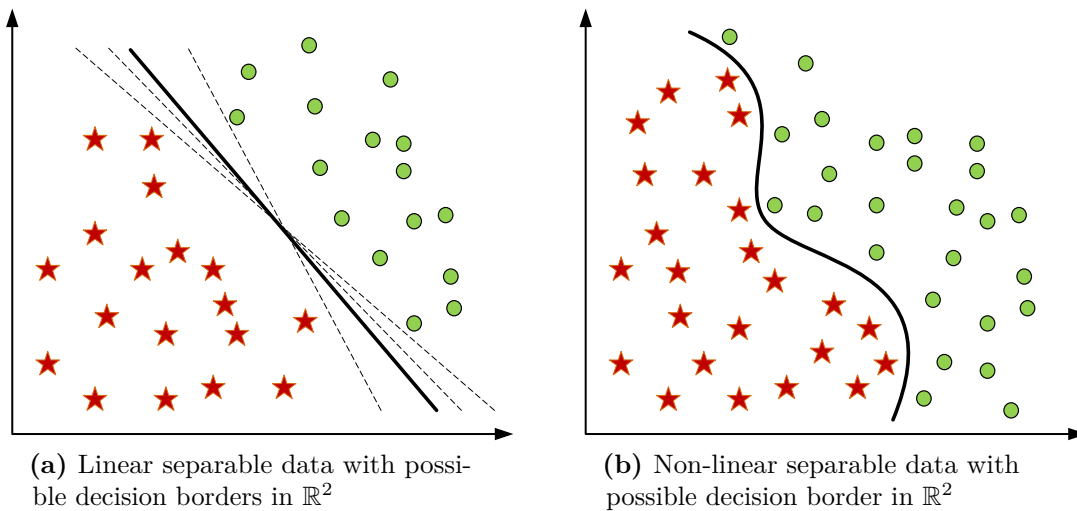 (a) Linear separable data with possi-
ble decision borders in ℝ²
(b) Non-linear separable data with
possible decision border in ℝ²